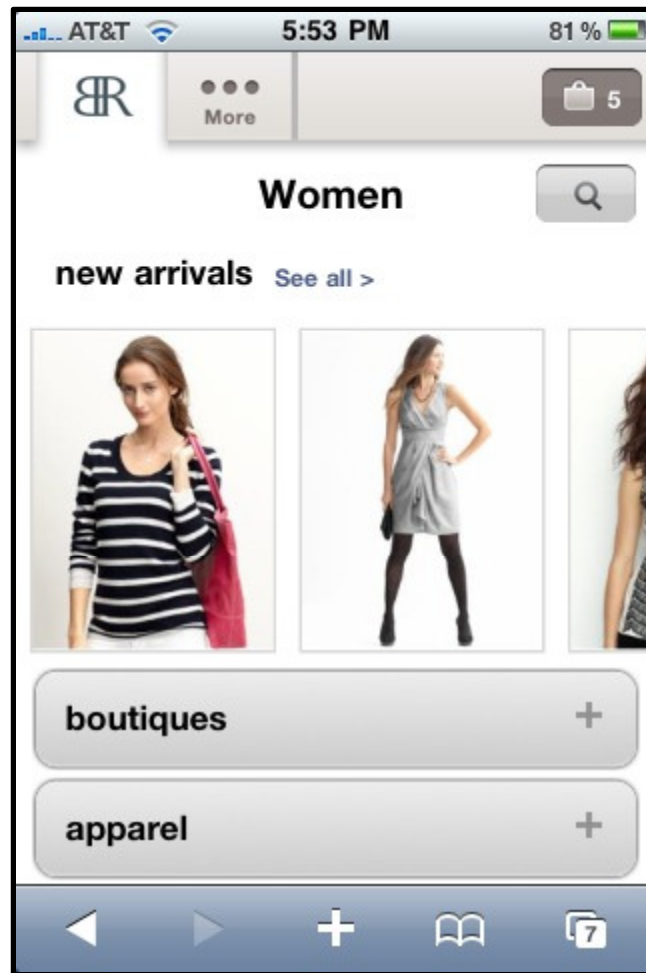 AT&T 5:53 PM 81 %
BR More 5
Women
new arrivals See all >
boutiques +
apparel +
7